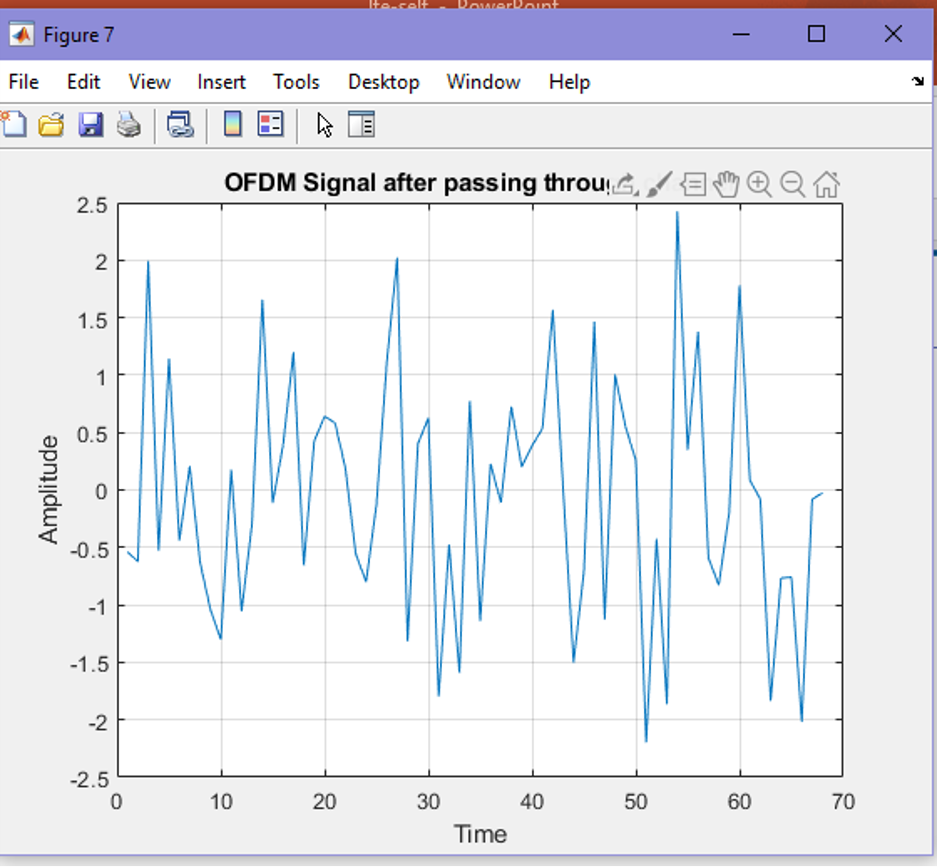 lte-self - PowerPoint
Figure 7
File Edit View Insert Tools Desktop Window Help
OFDM Signal after passing
2.5
2
1.5
1
0.5
0
-0.5
-1
-1.5
-2
-2.5
Amplitude
0 10 20 30 40 50 60 70
Time